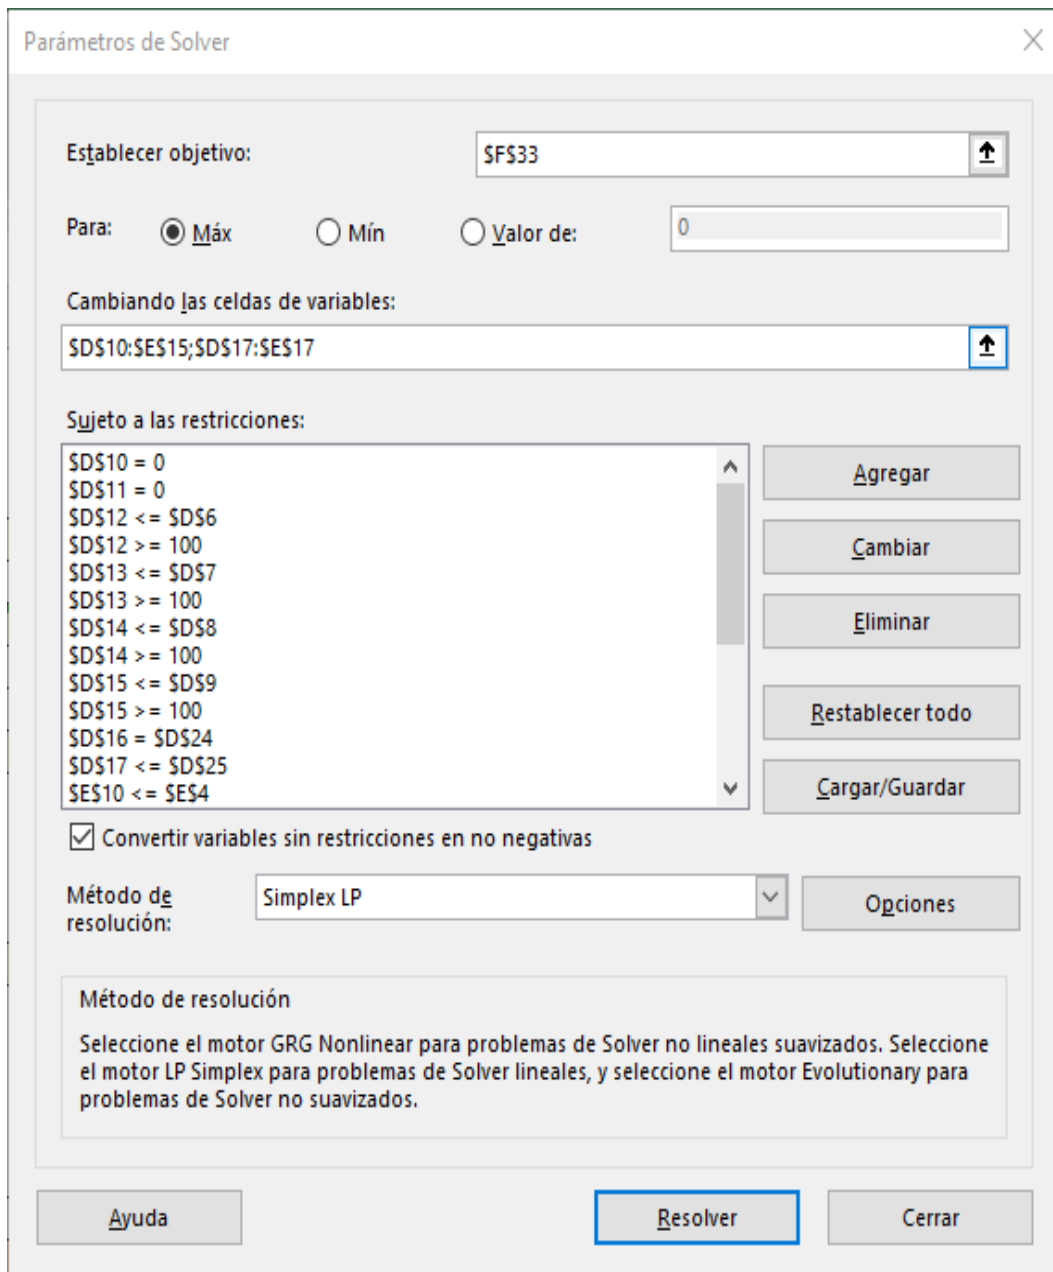 Parámetros de Solver
Establecer objetivo: $F$33
Para: Máx Mín Valor de: 0
Cambiando las celdas de variables:
$D$10:$E$15;$D$17:$E$17
Sujeto a las restricciones:
$D$10 = 0
$D$11 = 0
$D$12 <= $D$6
$D$12 >= 100
$D$13 <= $D$7
$D$13 >= 100
$D$14 <= $D$8
$D$14 >= 100
$D$15 <= $D$9
$D$15 >= 100
$D$16 = $D$24
$D$17 <= $D$25
$E$10 <= $E$4
Agregar
Cambiar
Eliminar
Restablecer todo
Cargar/Guardar
Convertir variables sin restricciones en no negativas
Método de
resolución:
Simplex LP
Opciones
Método de resolución
Seleccione el motor GRG Nonlinear para problemas de Solver no lineales suavizados. Seleccione
el motor LP Simplex para problemas de Solver lineales, y seleccione el motor Evolutionary para
problemas de Solver no suavizados.
Ayuda Resolver Cerrar